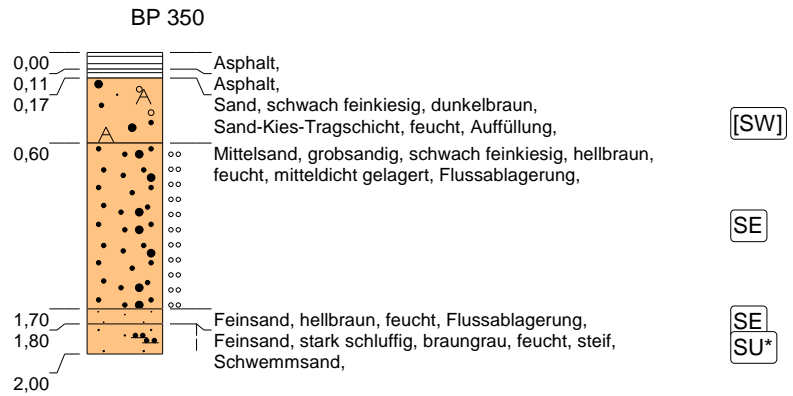 BP 350
0,00 Asphalt,
0,11 Asphalt,
0,17 Sand, schwach feinkiesig, dunkelbraun,
Sand-Kies-Tragschicht, feucht, Auffüllung, [SW]
0,60 Mittelsand, grobsandig, schwach feinkiesig, hellbraun,
feucht, mitteldicht gelagert, Flussablagerung,
SE
1,70 Feinsand, hellbraun, feucht, Flussablagerung, SE
1,80 Feinsand, stark schluffig, braungrau, feucht, steif, SU*
Schwemmsand,
2,00